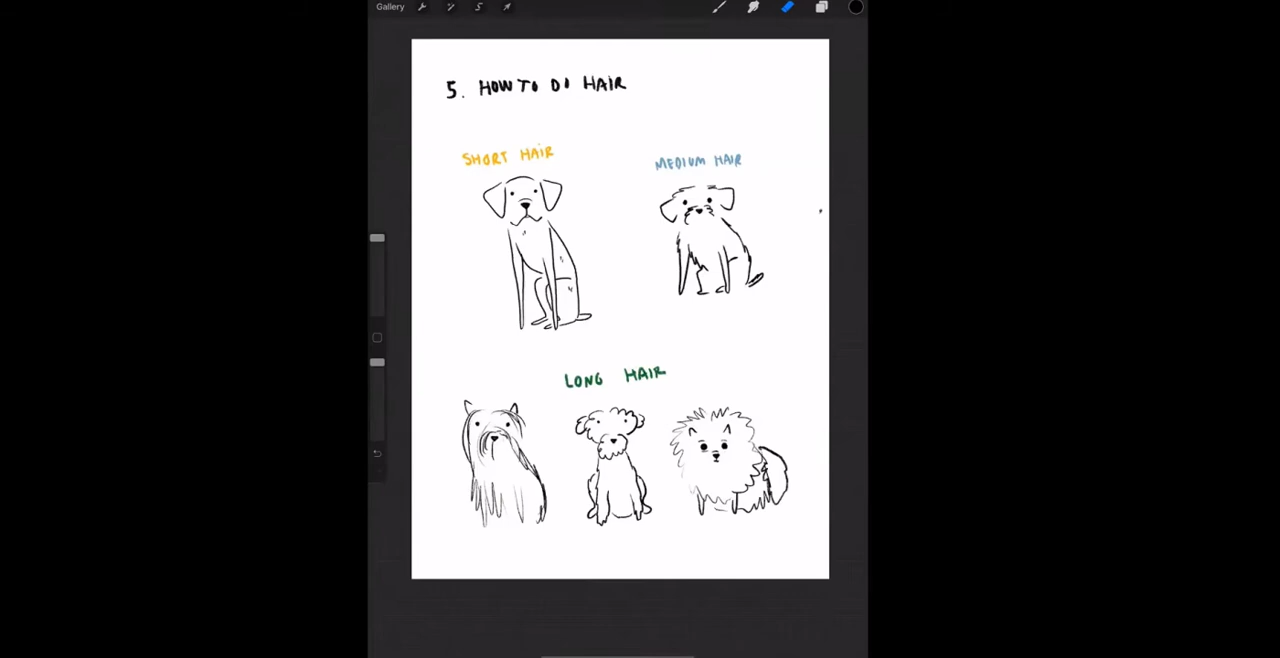 Gallery
5. HOW TO DO HAIR
SHORT HAIR
MEDIUM HAIR
LONG HAIR